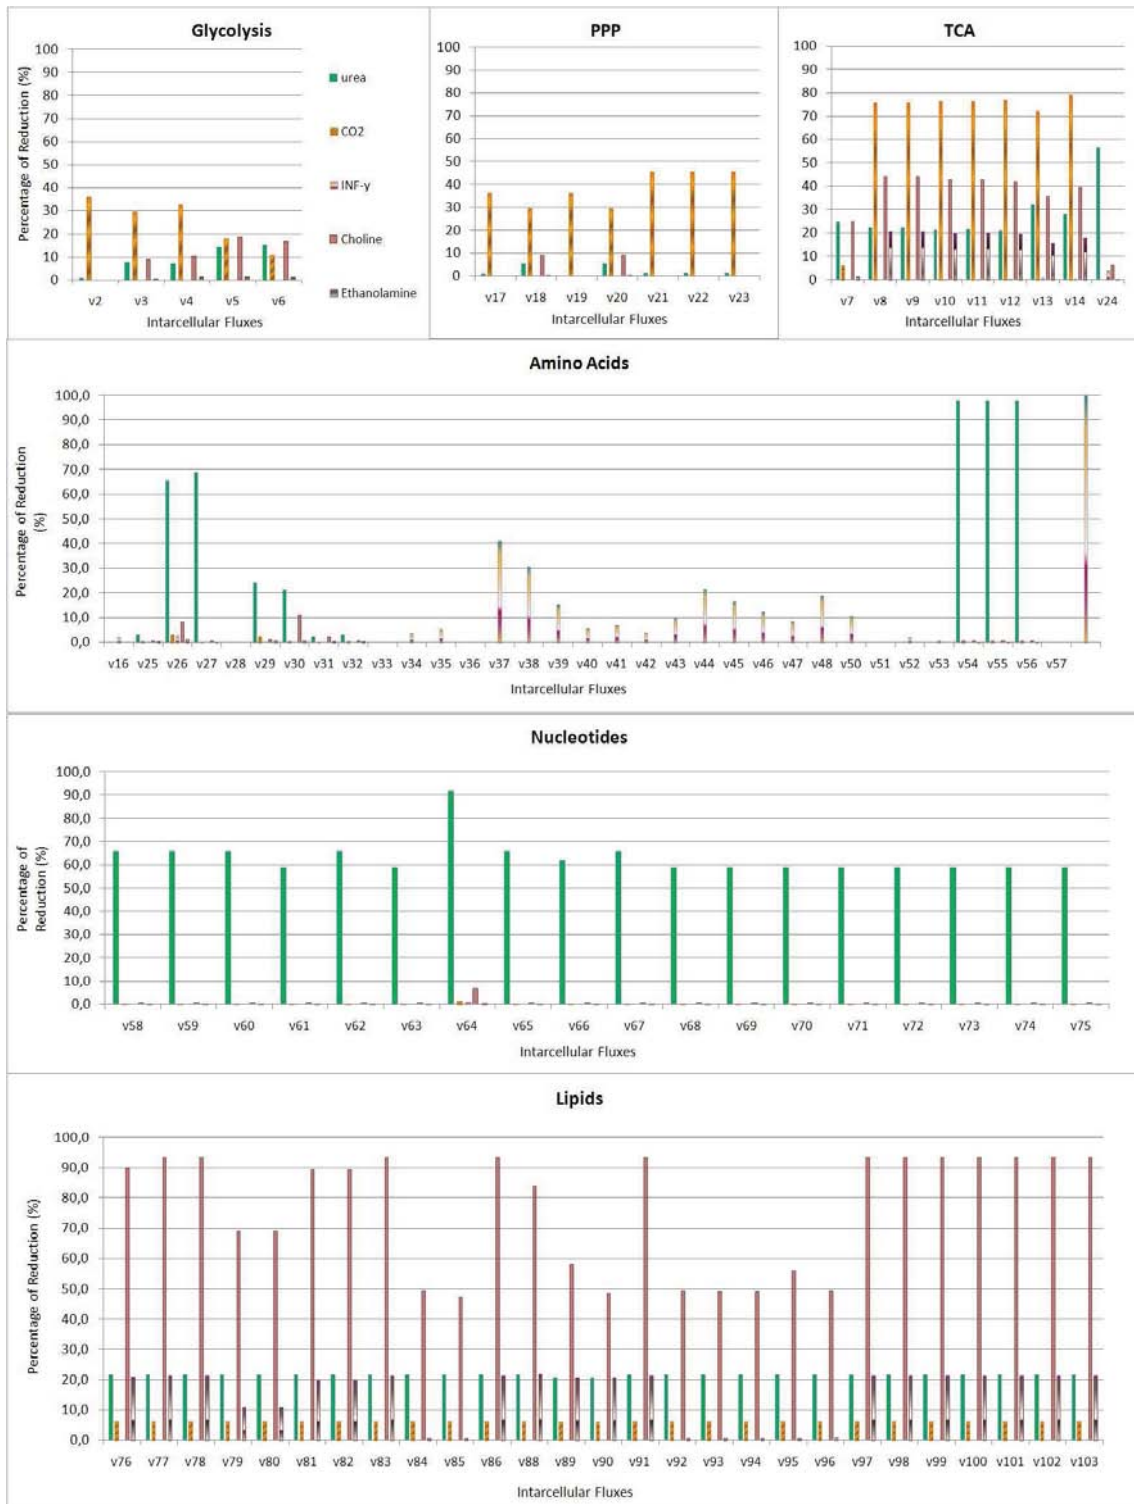 Glycolysis
Percentage of Reduction (%)
100
90
80
70
60
50
40
30
20
10
0
v2 v3 v4 v5 v6
Intarcellular Fluxes
urea
CO2
INF-y
Choline
Ethanolamine
PPP
100
90
80
70
60
50
40
30
20
10
0
v17 v18 v19 v20 v21 v22 v23
Intarcellular Fluxes
TCA
100
90
80
70
60
50
40
30
20
10
0
v7 v8 v9 v10 v11 v12 v13 v14 v24
Intarcellular Fluxes
Amino Acids
Percentage of Reduction
(%)
100,0
90,0
80,0
70,0
60,0
50,0
40,0
30,0
20,0
10,0
0,0
v16 v25 v26 v27 v28 v29 v30 v31 v32 v33 v34 v35 v36 v37 v38 v39 v40 v41 v42 v43 v44 v45 v46 v47 v48 v50 v51 v52 v53 v54 v55 v56 v57
Intarcellular Fluxes
Nucleotides
Percentage of
Reduction (%)
100,0
90,0
80,0
70,0
60,0
50,0
40,0
30,0
20,0
10,0
0,0
v58 v59 v60 v61 v62 v63 v64 v65 v66 v67 v68 v69 v70 v71 v72 v73 v74 v75
Intarcellular Fluxes
Lipids
Percentage of Reduction (%)
100,0
90,0
80,0
70,0
60,0
50,0
40,0
30,0
20,0
10,0
0,0
v76 v77 v78 v79 v80 v81 v82 v83 v84 v85 v86 v88 v89 v90 v91 v92 v93 v94 v95 v96 v97 v98 v99 v100 v101 v102 v103
Intarcellular Fluxes